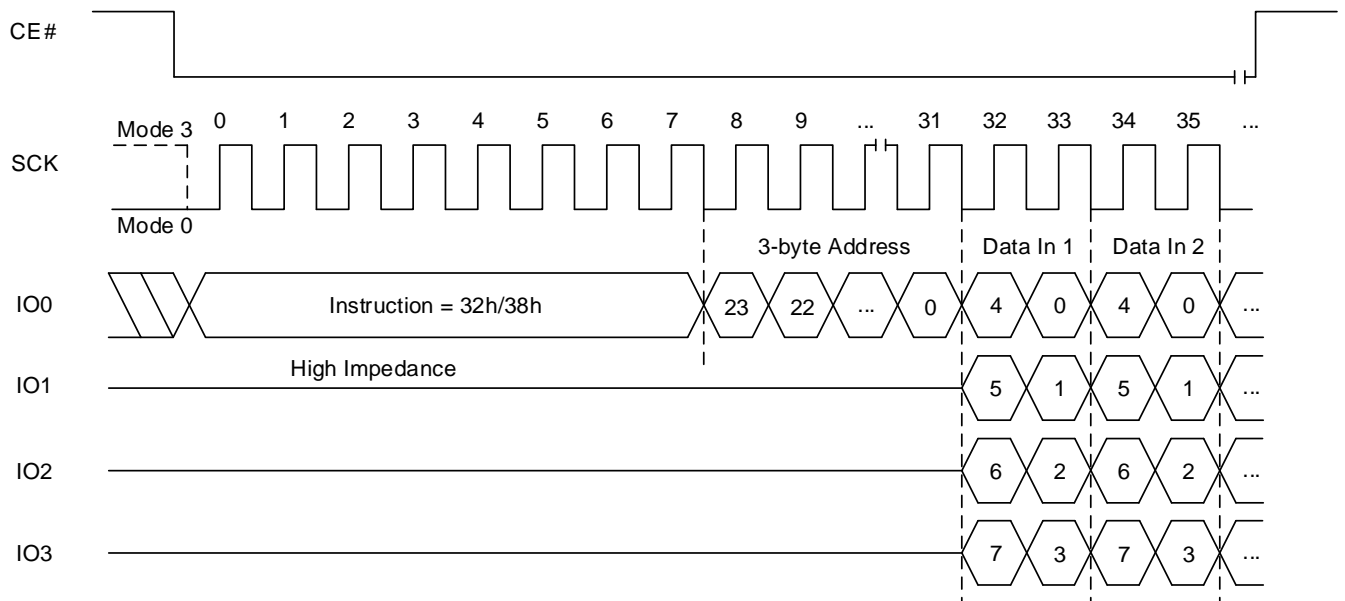 CE#
Mode 3 0 1 2 3 4 5 6 7 8 9 ... 31 32 33 34 35 ...
SCK
Mode 0
3-byte Address Data In 1 Data In 2
IO0 Instruction = 32h/38h 23 22 ... 0 4 0 4 0 ...
High Impedance
IO1 5 1 5 1 ...
IO2 6 2 6 2 ...
IO3 7 3 7 3 ...